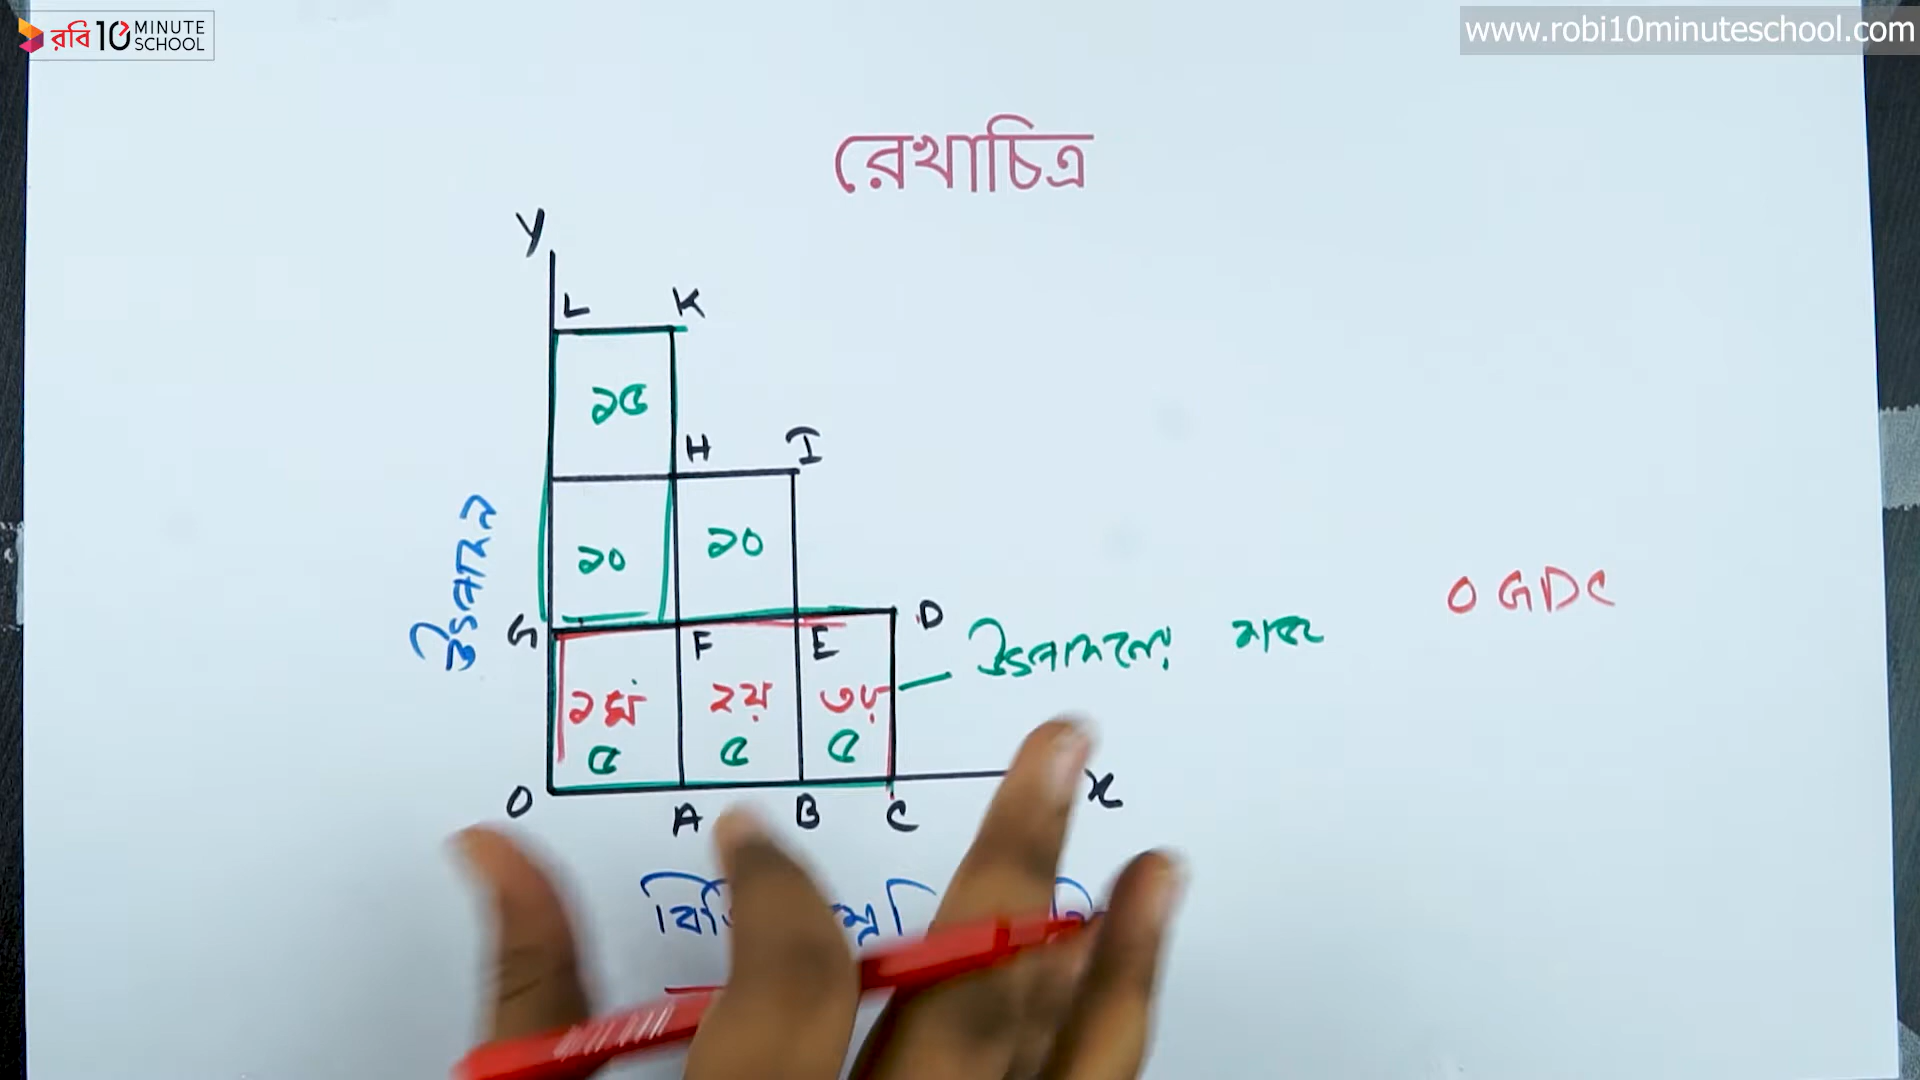 রবি 10 MINUTE SCHOOL
www.robi10minuteschool.com
রেখাচিত্র
Y
L K
১৫
H I
১০ ১০
উৎপাদন
G F E D
উৎপাদনের খরচ
O G D C
১ম ২য় ৩য়
৫ ৫ ৫
O A B C x